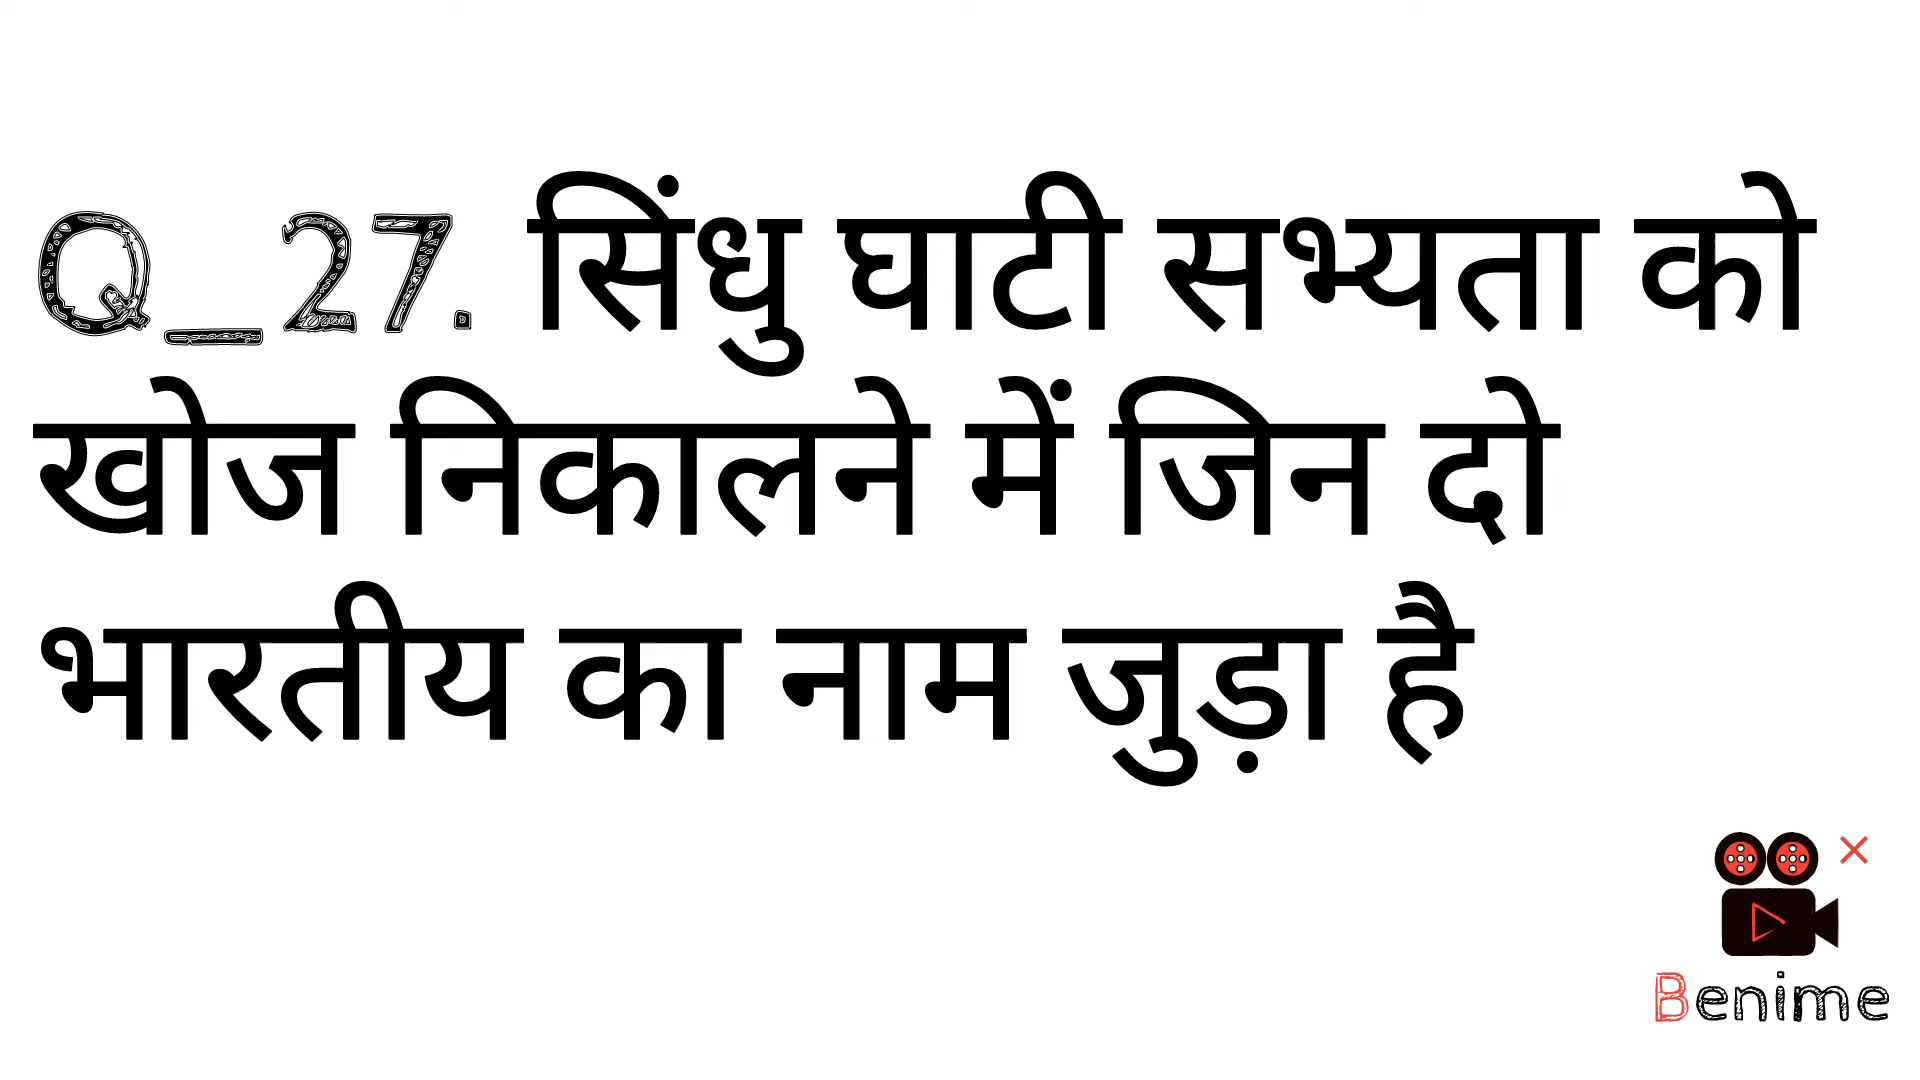 Q_27. सिंधु घाटी सभ्यता को
खोज निकालने में जिन दो
भारतीय का नाम जुड़ा है
Benime